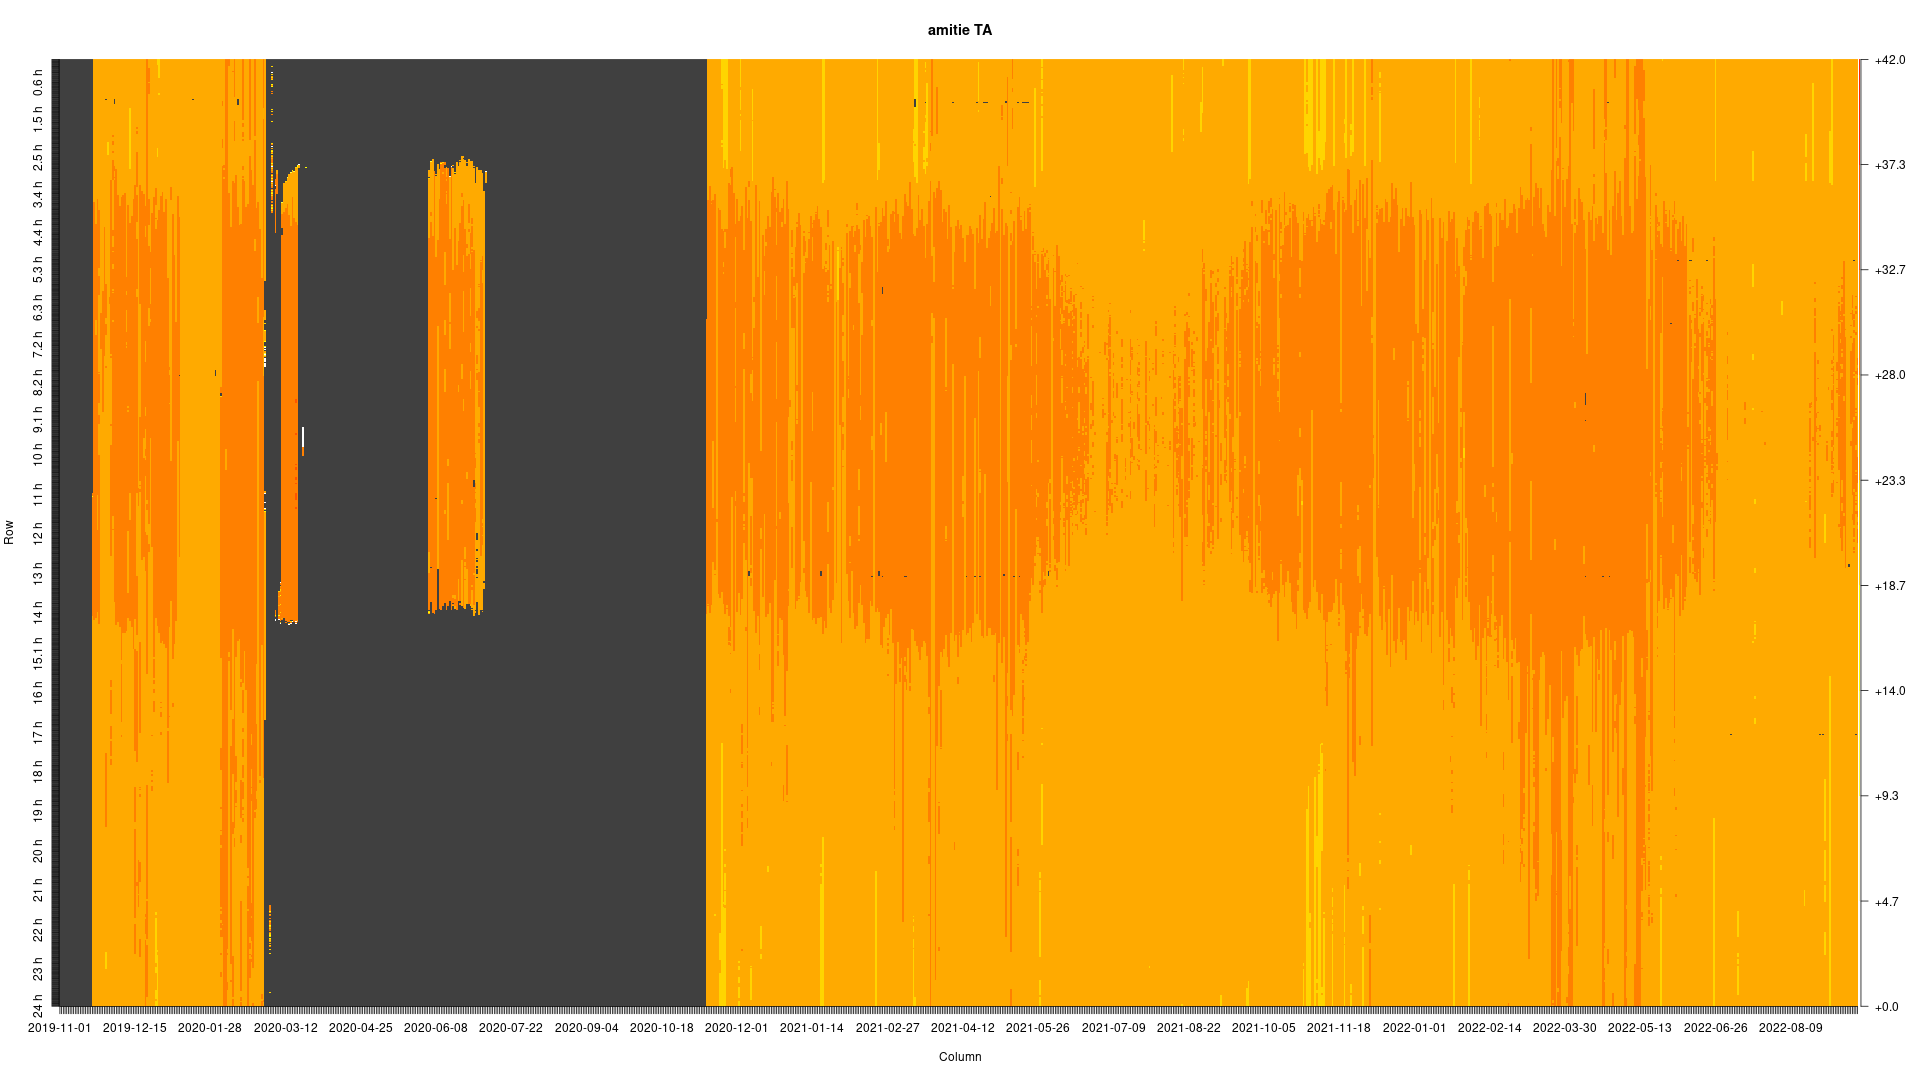 amitie TA
0.6 h
1.5 h
2.5 h
3.4 h
4.4 h
5.3 h
6.3 h
7.2 h
8.2 h
9.1 h
10 h
11 h
12 h
13 h
14 h
15.1 h
16 h
17 h
18 h
19 h
20 h
21 h
22 h
23 h
24 h
Row
+42.0
+37.3
+32.7
+28.0
+23.3
+18.7
+14.0
+9.3
+4.7
+0.0
2019-11-01 2019-12-15 2020-01-28 2020-03-12 2020-04-25 2020-06-08 2020-07-22 2020-09-04 2020-10-18 2020-12-01 2021-01-14 2021-02-27 2021-04-12 2021-05-26 2021-07-09 2021-08-22 2021-10-05 2021-11-18 2022-01-01 2022-02-14 2022-03-30 2022-05-13 2022-06-26 2022-08-09
Column